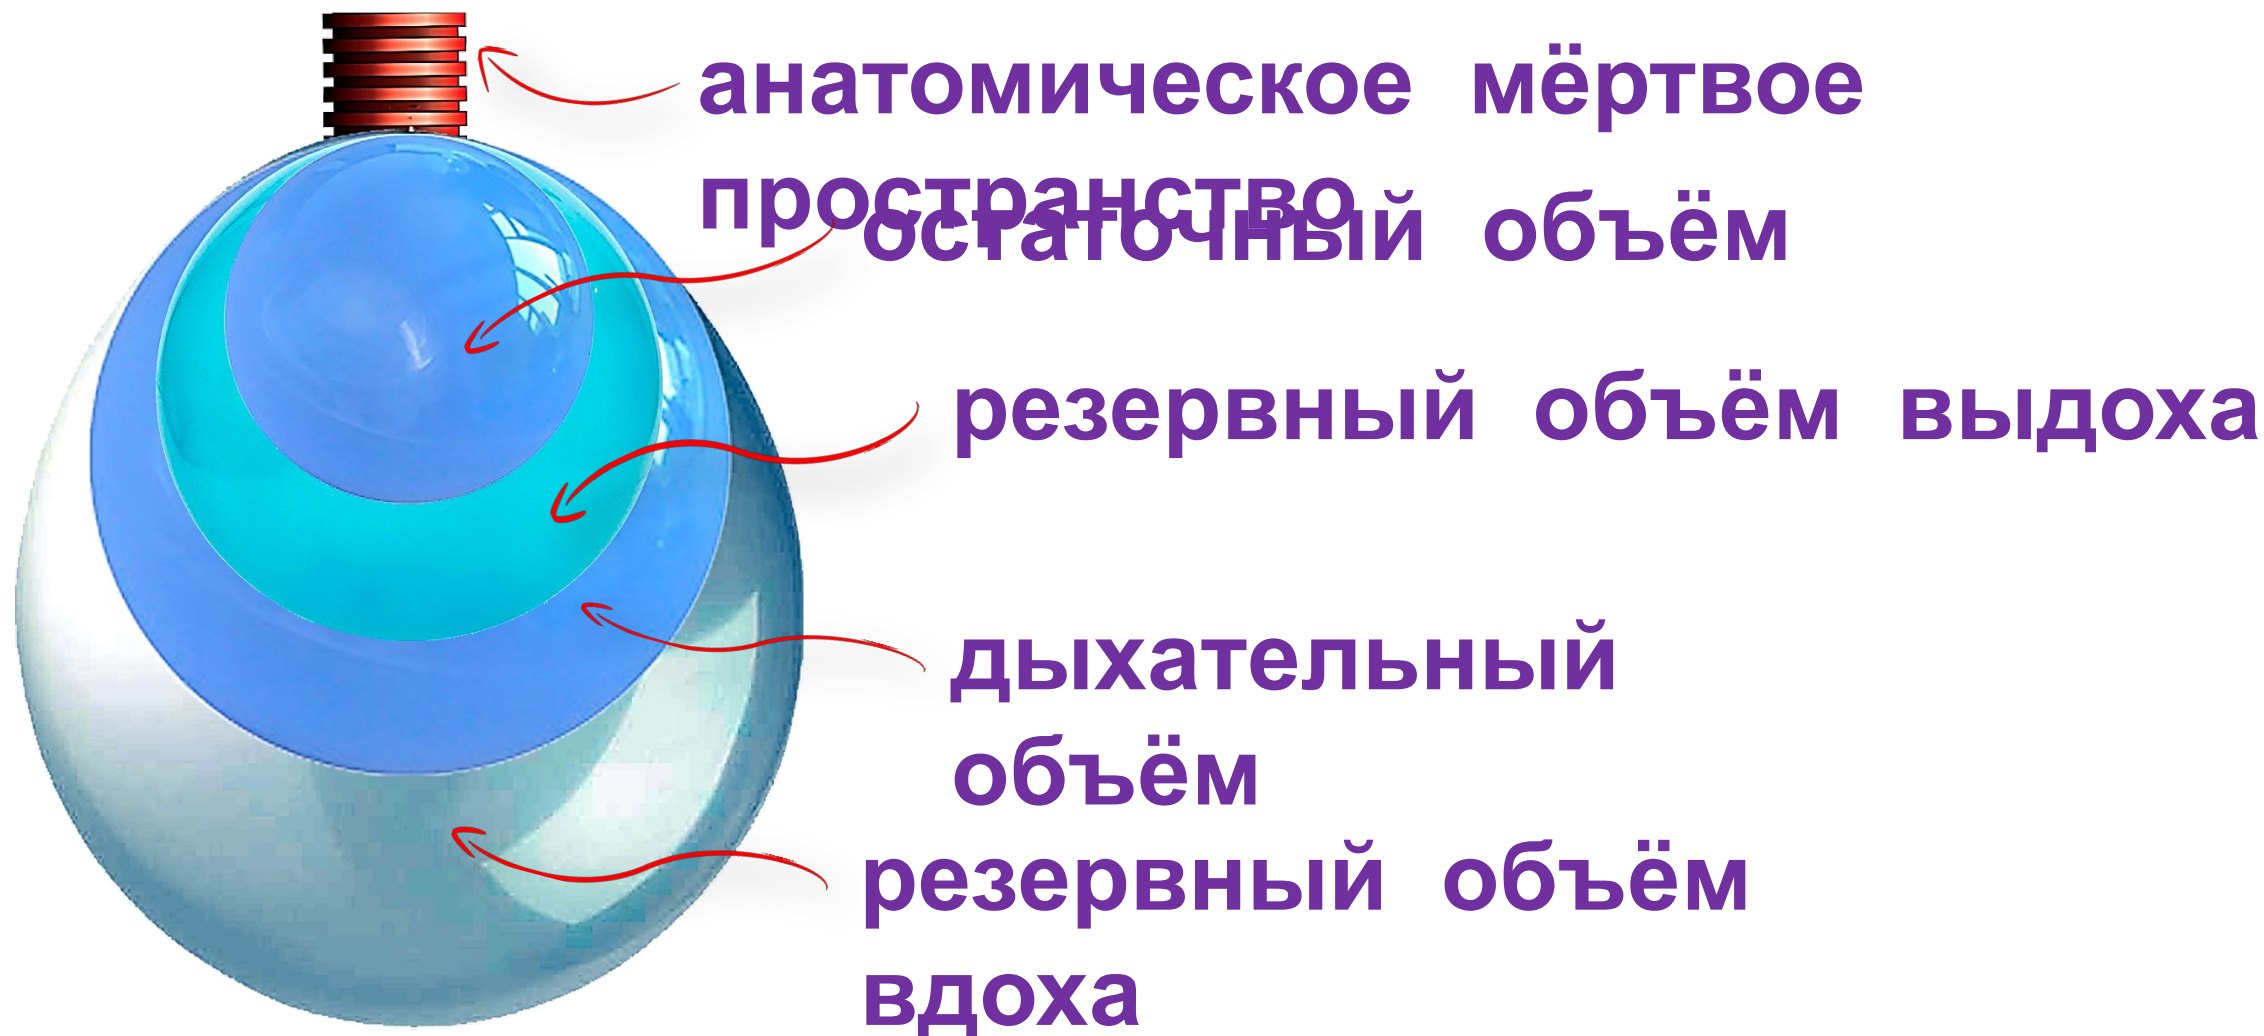 анатомическое мёртвое
пространство
остаточный объём
резервный объём выдоха
дыхательный
объём
резервный объём
вдоха